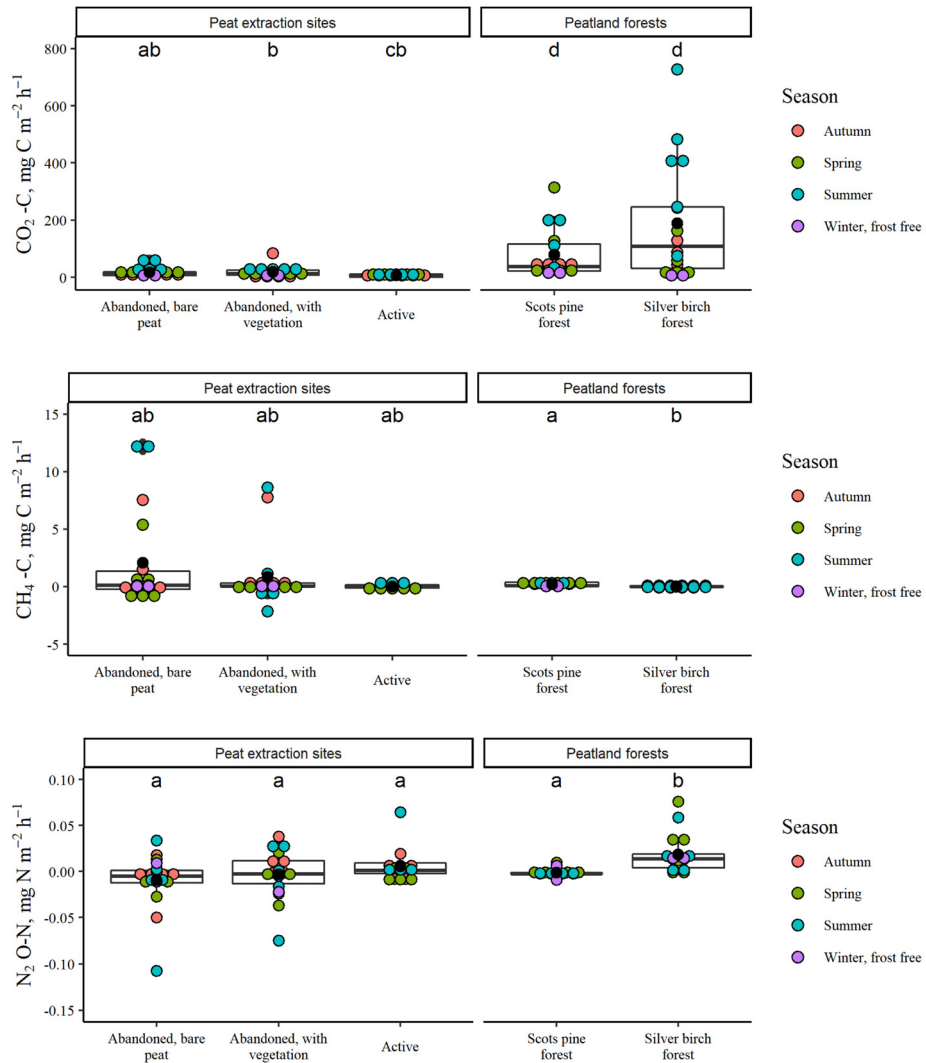 Peat extraction sites
Peatland forests
ab
b
cb
d
d
800
600
400
200
0
CO₂ -C, mg C m⁻² h⁻¹
Abandoned, bare
peat
Abandoned, with
vegetation
Active
Scots pine
forest
Silver birch
forest
Season
Autumn
Spring
Summer
Winter, frost free
Peat extraction sites
Peatland forests
ab
ab
ab
a
b
15
10
5
0
-5
CH₄ -C, mg C m⁻² h⁻¹
Abandoned, bare
peat
Abandoned, with
vegetation
Active
Scots pine
forest
Silver birch
forest
Season
Autumn
Spring
Summer
Winter, frost free
Peat extraction sites
Peatland forests
a
a
a
a
b
0.10
0.05
0.00
-0.05
-0.10
-0.15
N₂ O-N, mg N m⁻² h⁻¹
Abandoned, bare
peat
Abandoned, with
vegetation
Active
Scots pine
forest
Silver birch
forest
Season
Autumn
Spring
Summer
Winter, frost free